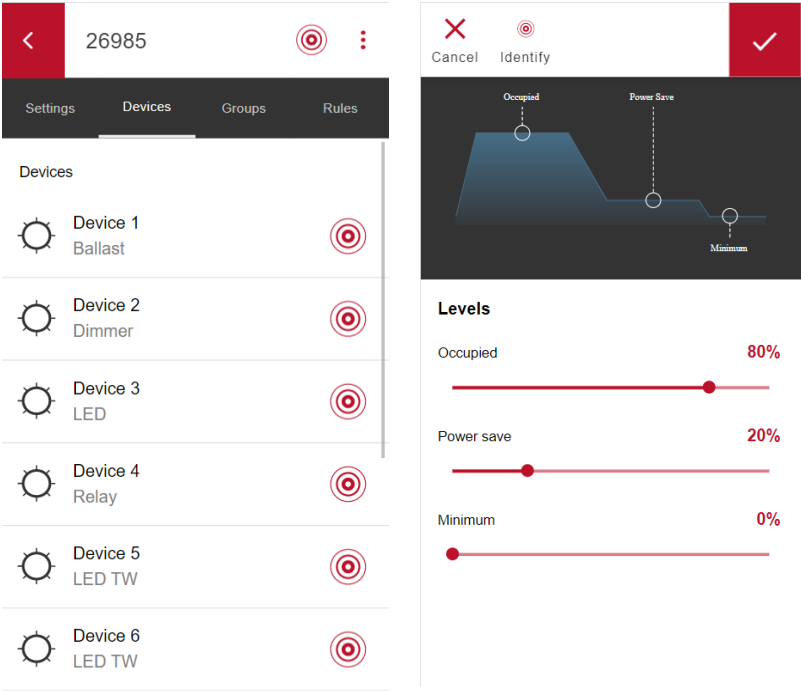 26985
Settings
Devices
Groups
Rules
Devices
Device 1
Ballast
Device 2
Dimmer
Device 3
LED
Device 4
Relay
Device 5
LED TW
Device 6
LED TW
Cancel
Identify
Occupied
Power Save
Minimum
Levels
Occupied
80%
Power save
20%
Minimum
0%